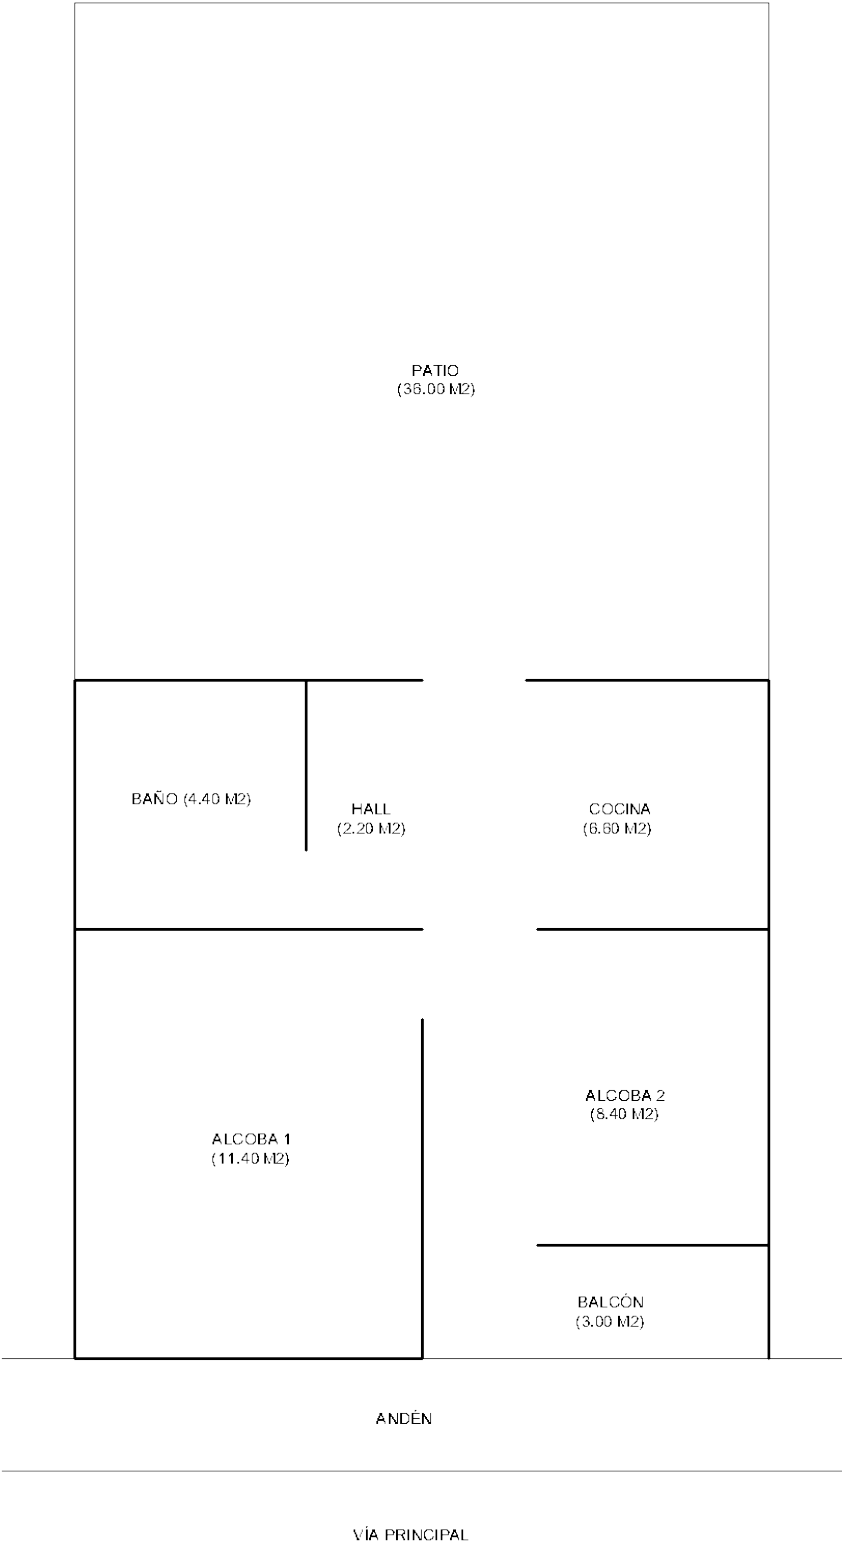 PATIO
(36.00 M2)
BAÑO (4.40 M2)
HALL
(2.20 M2)
COCINA
(6.60 M2)
ALCOBA 2
(8.40 M2)
ALCOBA 1
(11.40 M2)
BALCÓN
(3.00 M2)
ANDÉN
VÍA PRINCIPAL